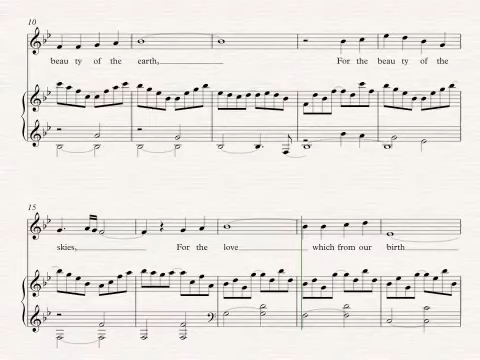 10
beau ty of the earth, For the beau ty of the
15
skies, For the love which from our birth